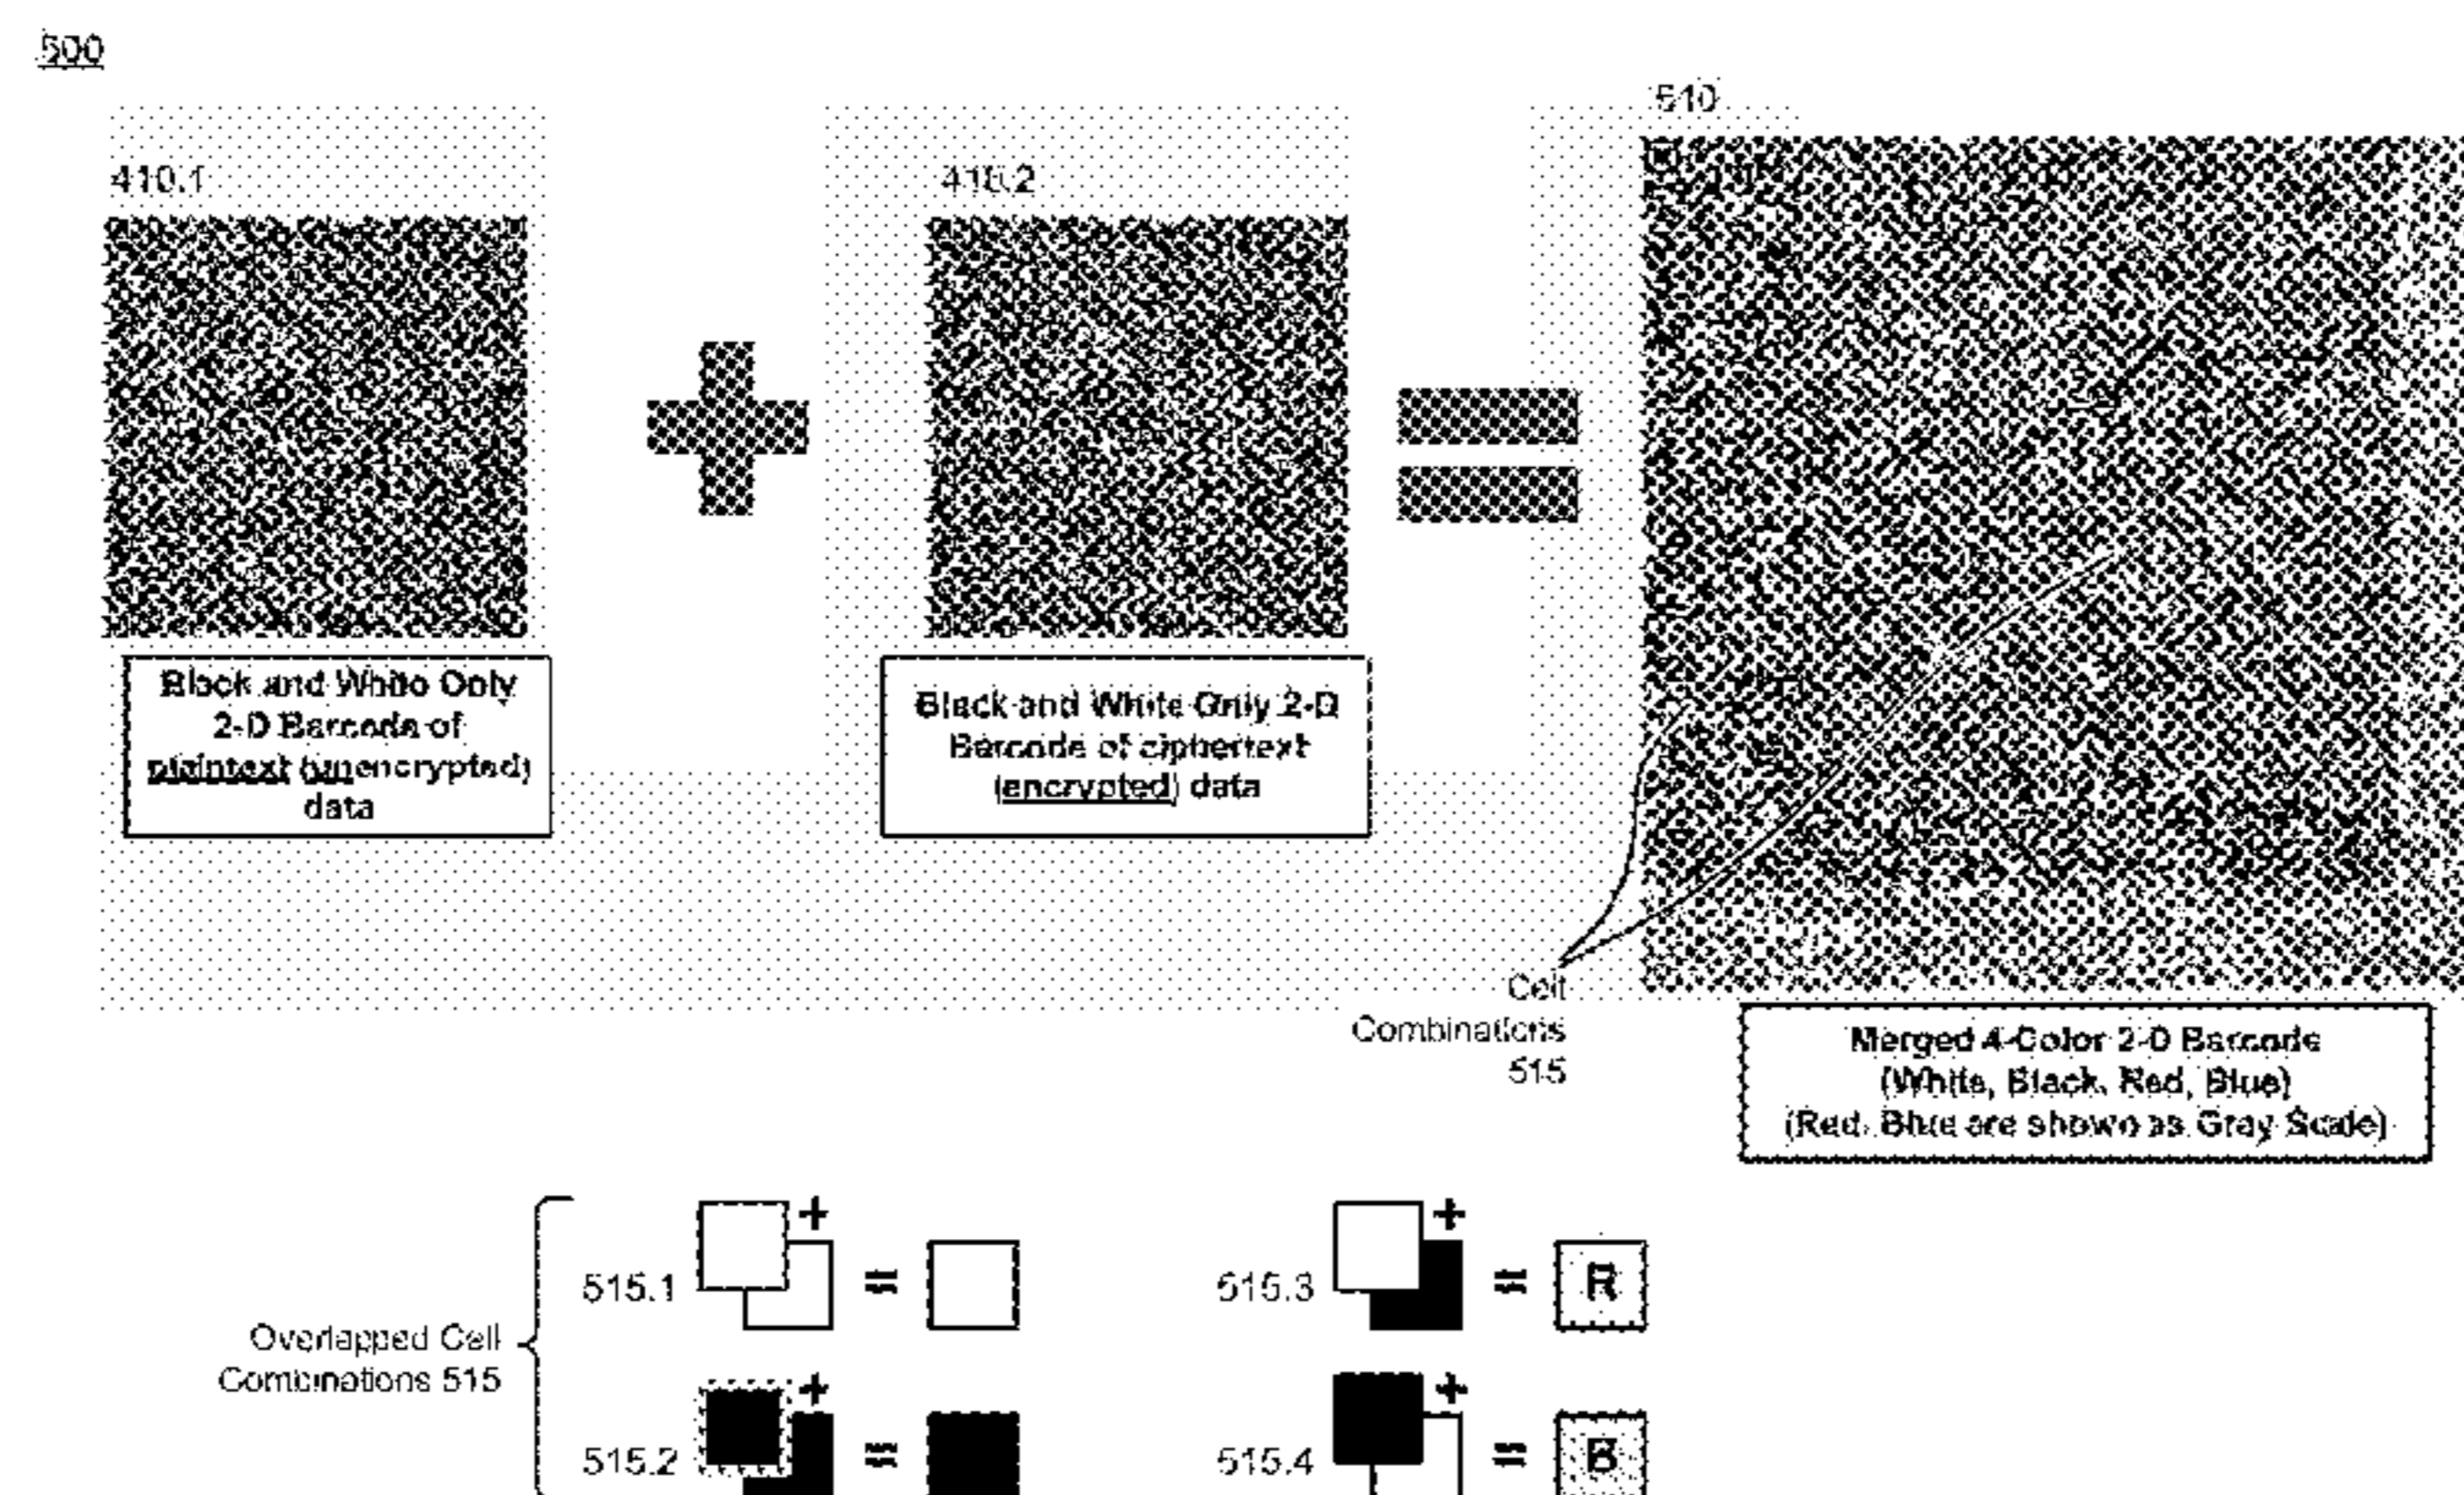 500
510
410.1
410.2
Black and White Only
2-D Barcode of
plaintext (unencrypted)
data
Black and White Only 2-D
Barcode of ciphertext
(encrypted) data
Cell
Combinations
515
Merged 4-Color 2-D Barcode
(White, Black, Red, Blue)
(Red, Blue are shown as Gray Scale)
515.1 + =
515.3 + = R
Overlapped Cell
Combinations 515
515.2 + =
515.4 + = B